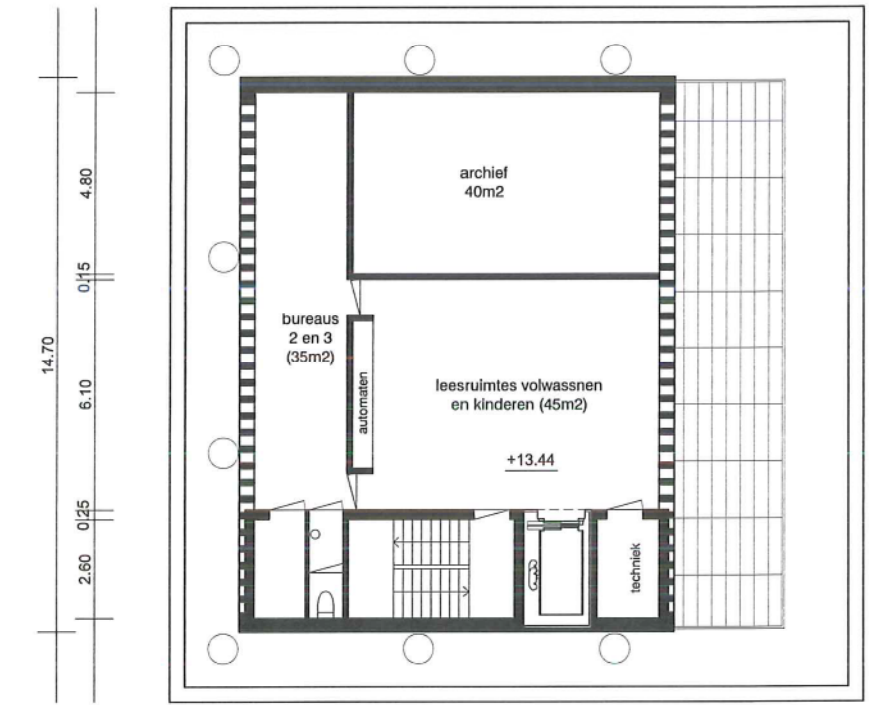 archief
40m2
bureaus
2 en 3
(35m2)
automaten
leesruimtes volwassnen
en kinderen (45m2)
+13.44
techniek
14.70
4.80
0.15
6.10
0.25
2.60